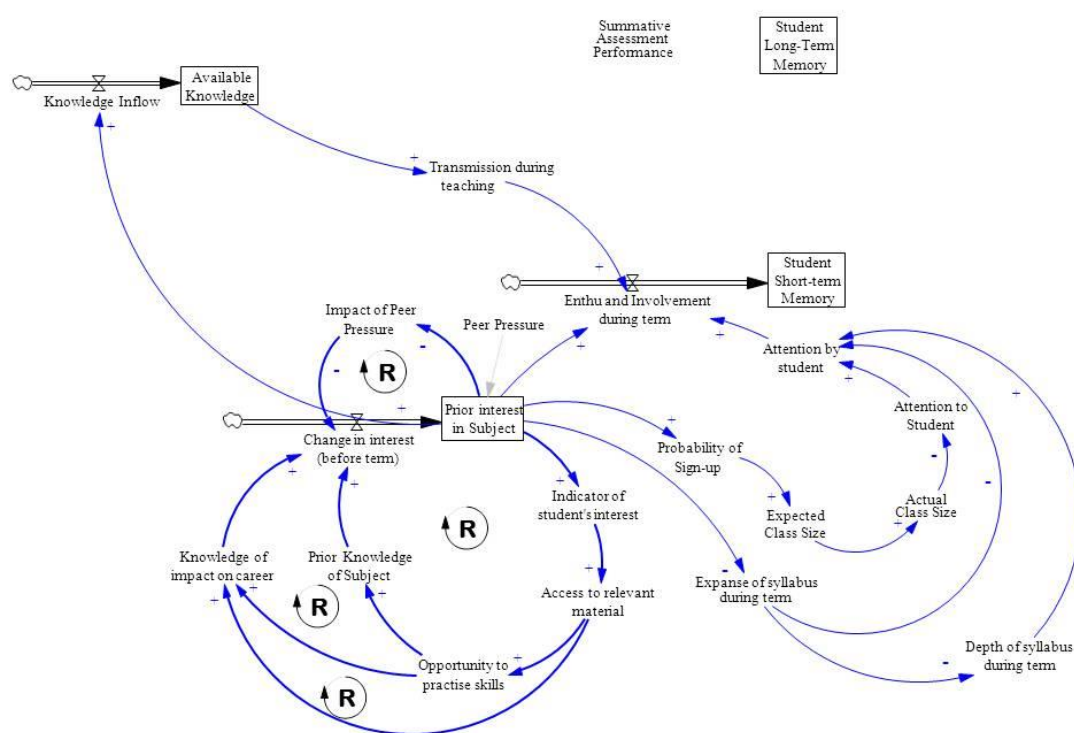 Summative
Assessment
Performance
Student
Long-Term
Memory
Available
Knowledge
Knowledge Inflow
+
+
Transmission during
teaching
+
Student
Short-term
Memory
Enthu and Involvement
during term
Impact of Peer
Pressure
Peer Pressure
-
-
R
+
+
Attention by
student
+
+
Prior interest
in Subject
Change in interest
(before term)
+
+
+
Probability of
Sign-up
Attention to
Student
-
-
+
Indicator of
student's interest
R
+
Expected
Class Size
+
Actual
Class Size
Knowledge of
impact on career
Prior Knowledge
of Subject
+
+
+
+
Access to relevant
material
-
Expanse of syllabus
during term
R
Opportunity to
practise skills
+
-
Depth of syllabus
during term
R